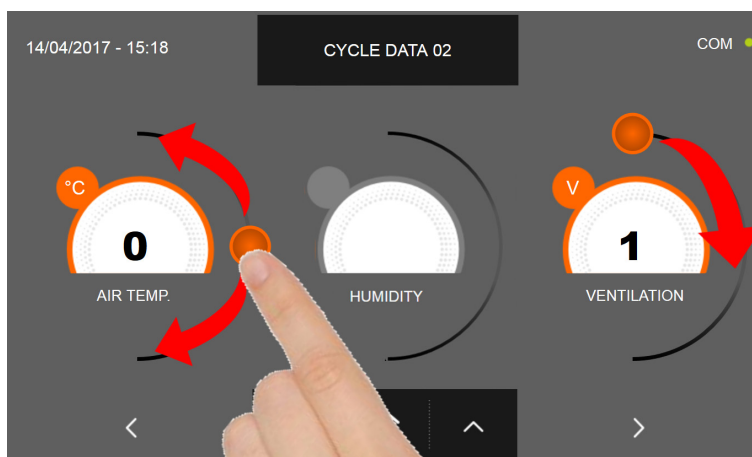 14/04/2017 - 15:18
CYCLE DATA 02
COM
°C
V
0
1
AIR TEMP.
HUMIDITY
VENTILATION